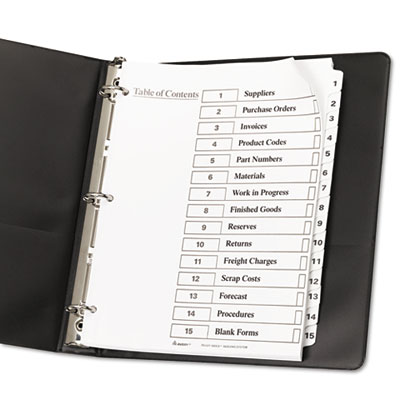 Table of Contents
1 Suppliers
2 Purchase Orders
3 Invoices
4 Product Codes
5 Part Numbers
6 Materials
7 Work in Progress
8 Finished Goods
9 Reserves
10 Returns
11 Freight Charges
12 Scrap Costs
13 Forecast
14 Procedures
15 Blank Forms
AVERY
1
2
3
4
5
6
7
8
9
10
11
12
13
14
15